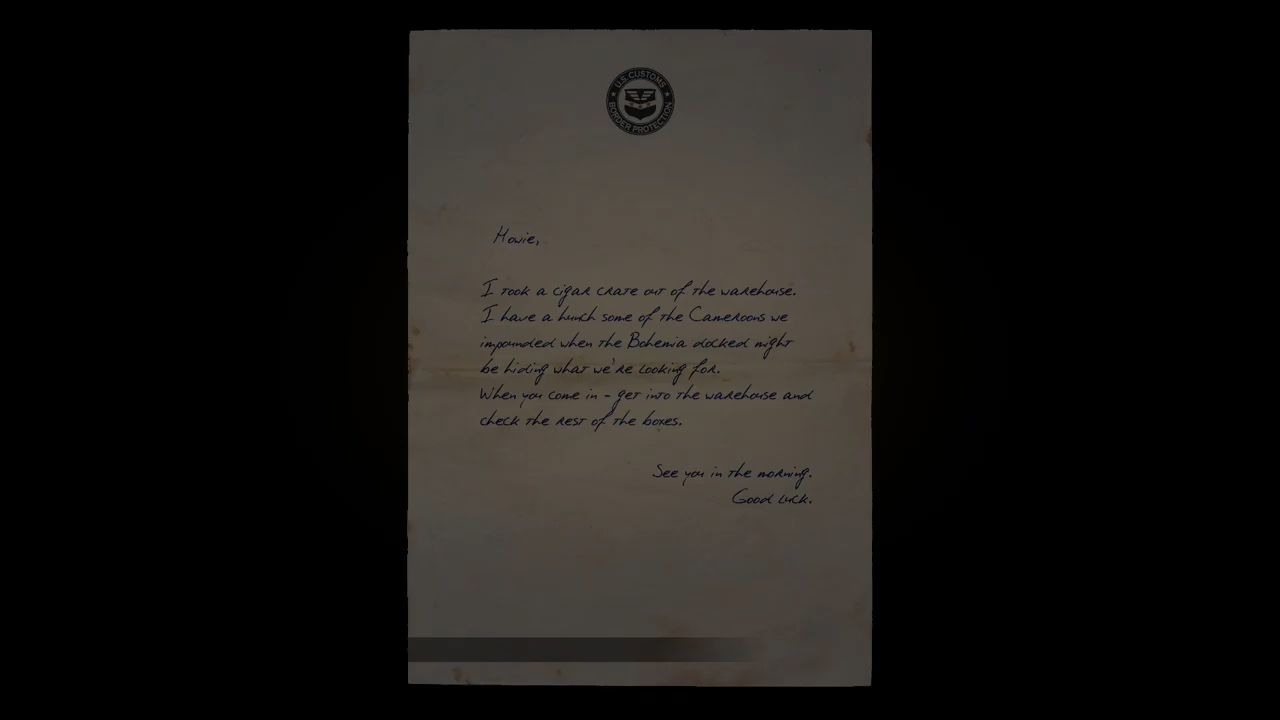 U.S. CUSTOMS
BORDER PROTECTION
Howie,
I took a cigar crate out of the warehouse.
I have a hunch some of the Cameroons we
impounded when the Bohemia docked might
be hiding what we're looking for.
When you come in - get into the warehouse and
check the rest of the boxes.
See you in the morning.
Good luck.